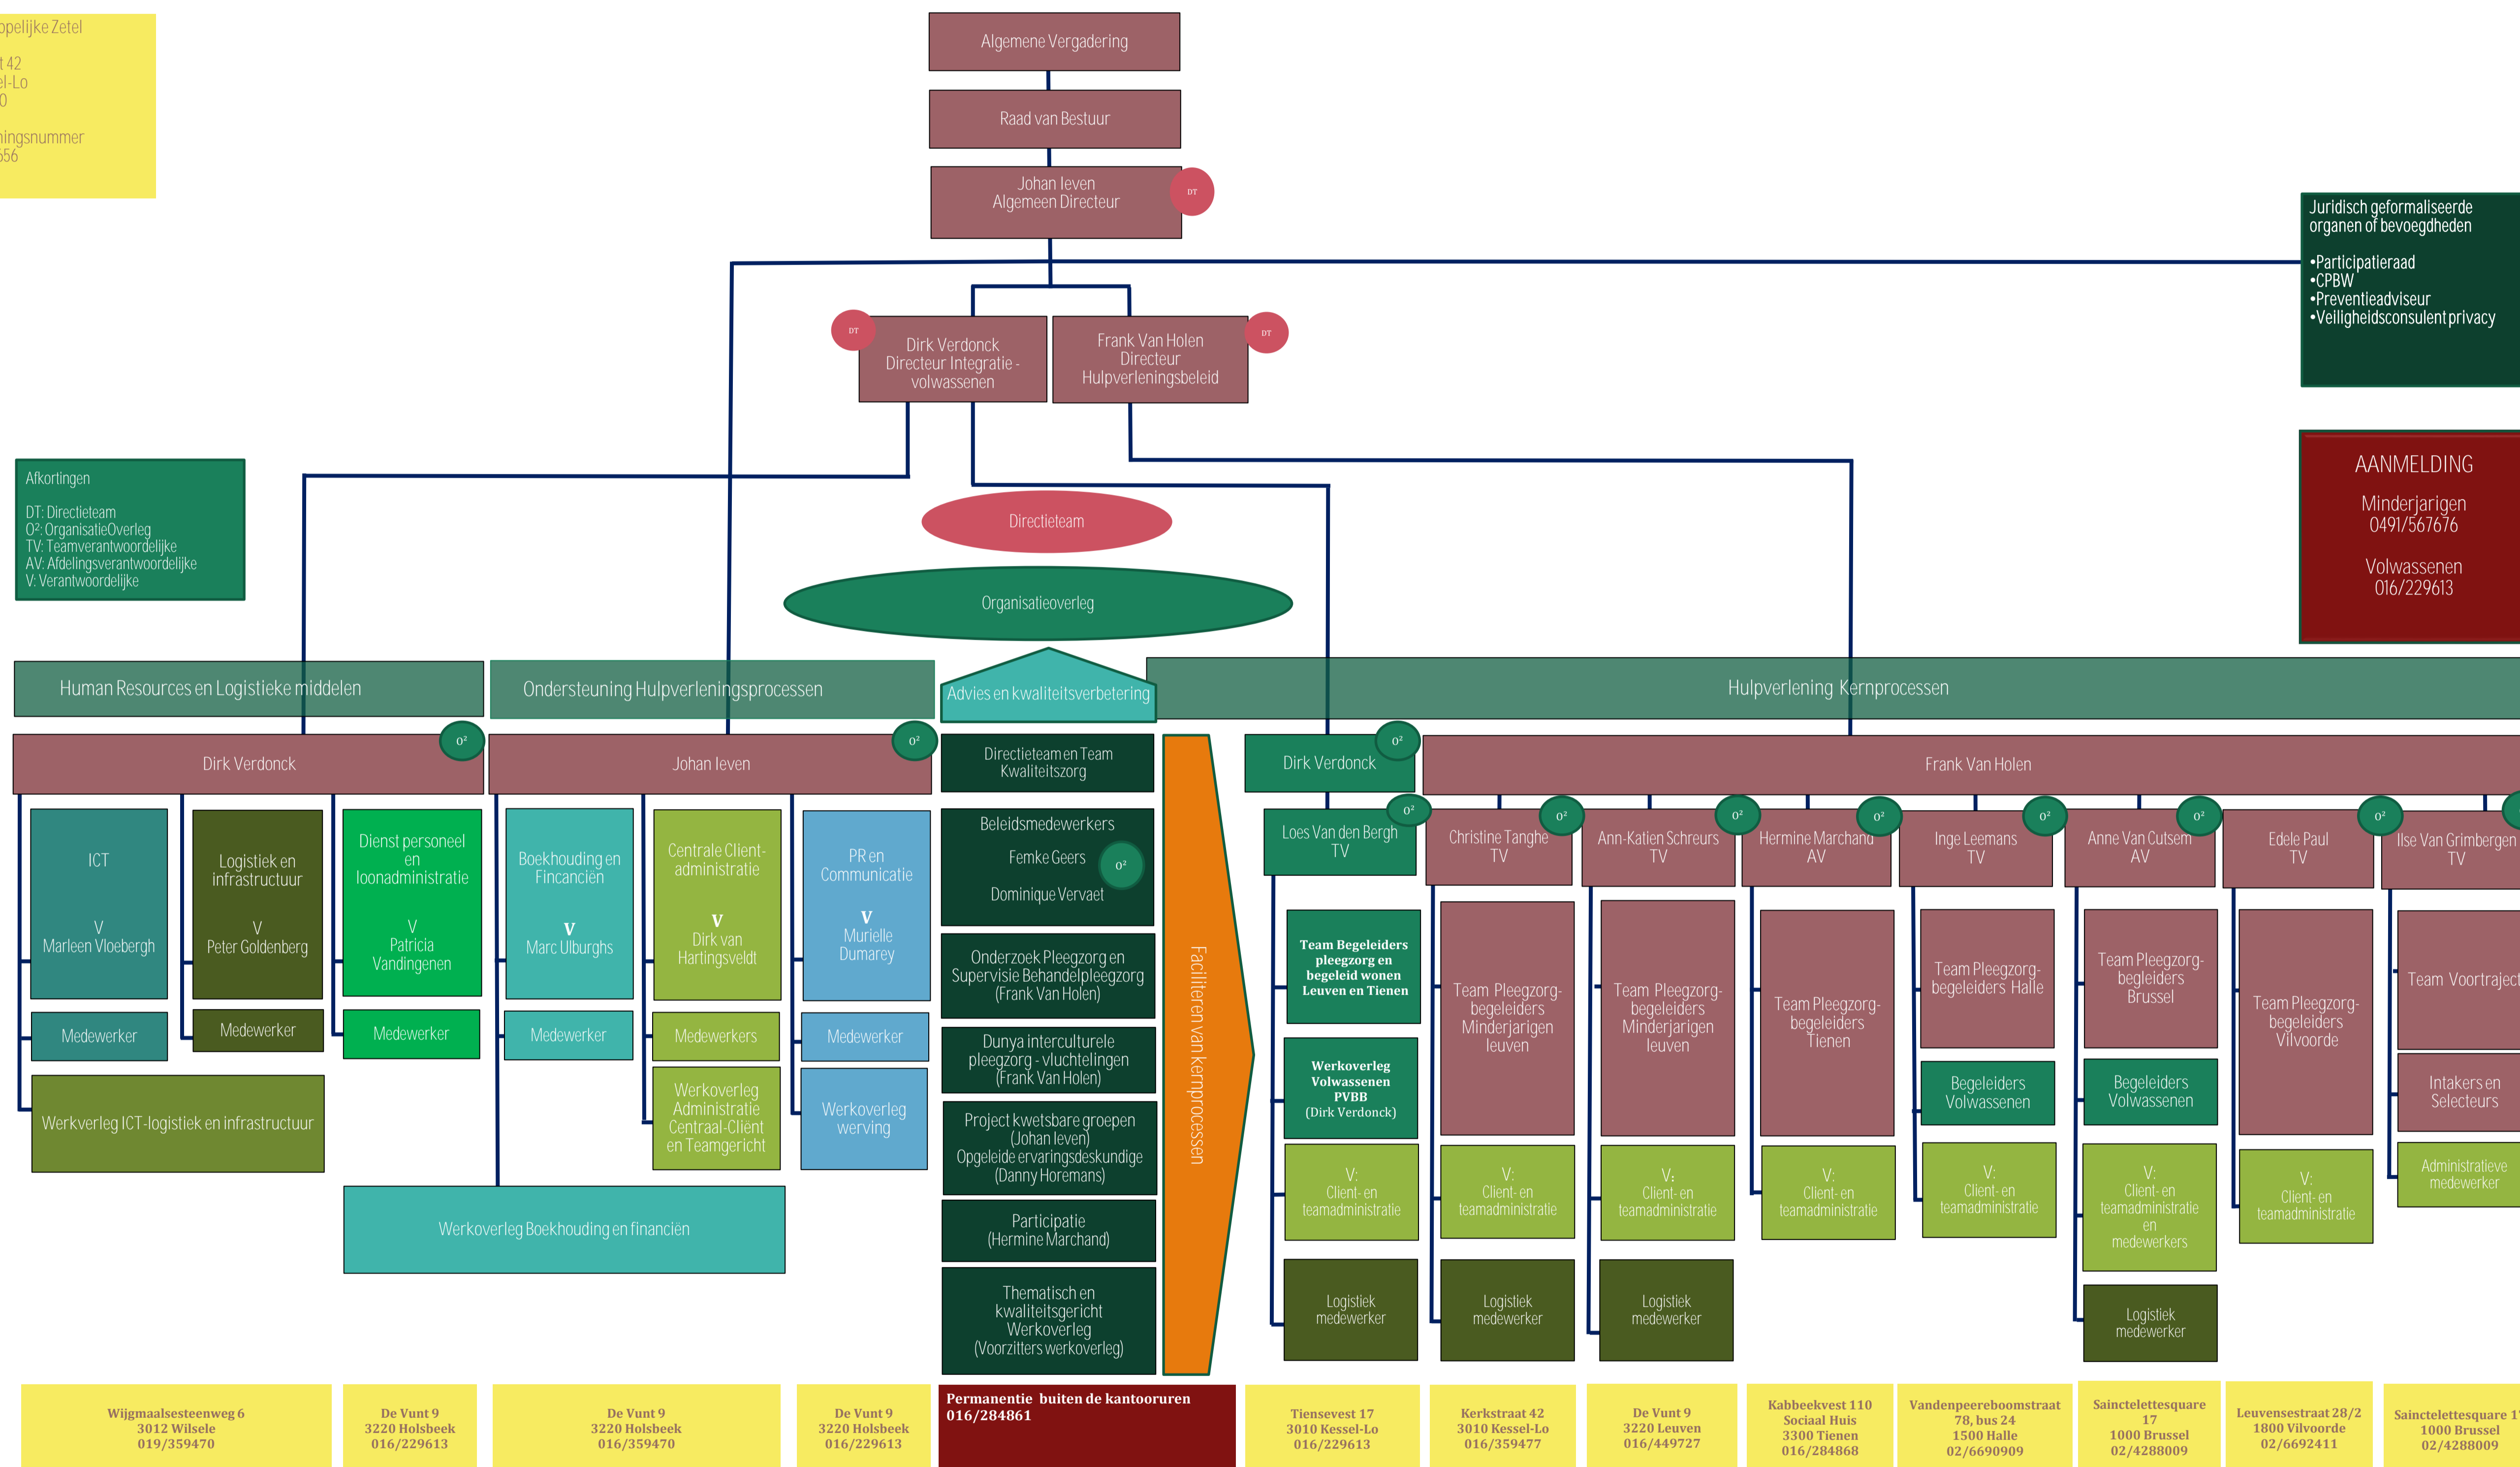 Zetel
42
Algemene Vergadering
Raad van Bestuur
Johan Ieven
Algemeen Directeur
DT
Juridisch geformaliseerde
organen of bevoegdheden
•Participatieraad
•CPBW
•Preventieadviseur
•Veiligheidsconsulent privacy
DT
Dirk Verdonck
Directeur Integratie -
volwassenen
Frank Van Holen
Directeur
Hulpverleningsbeleid
DT
Afkortingen
DT: Directieteam
O²: OrganisatieOverleg
TV: Teamverantwoordelijke
AV: Afdelingsverantwoordelijke
V: Verantwoordelijke
Directieteam
Organisatieoverleg
AANMELDING
Minderjarigen
0491/567676
Volwassenen
016/229613
Human Resources en Logistieke middelen
Ondersteuning Hulpverleningsprocessen
Advies en kwaliteitsverbetering
Hulpverlening Kernprocessen
Dirk Verdonck
O²
Johan Ieven
O²
Directieteam en Team
Kwaliteitszorg
Dirk Verdonck
O²
Frank Van Holen
ICT
V
Marleen Vloebergh
Medewerker
Logistiek en
infrastructuur
V
Peter Goldenberg
Medewerker
Werkverleg ICT-logistiek en infrastructuur
Dienst personeel
en
loonadministratie
V
Patricia
Vandingenen
Medewerker
Boekhouding en
Fincanciën
V
Marc Ulburghs
Medewerker
Werkoverleg Boekhouding en financiën
Centrale Client-
administratie
V
Dirk van
Hartingsveldt
Medewerkers
Werkoverleg
Administratie
Centraal-Cliënt
en Teamgericht
PR en
Communicatie
V
Murielle
Dumarey
Medewerker
Werkoverleg
werving
Beleidsmedewerkers
Femke Geers
O²
Dominique Vervaet
Onderzoek Pleegzorg en
Supervisie Behandelpleegzorg
(Frank Van Holen)
Dunya interculturele
pleegzorg - vluchtelingen
(Frank Van Holen)
Project kwetsbare groepen
(Johan Ieven)
Opgeleide ervaringsdeskundige
(Danny Horemans)
Participatie
(Hermine Marchand)
Thematisch en
kwaliteitsgericht
Werkoverleg
(Voorzitters werkoverleg)
Faciliteren van kernprocessen
Loes Van den Bergh
TV
O²
Team Begeleiders
pleegzorg en
begeleid wonen
Leuven en Tienen
Werkoverleg
Volwassenen
PVBB
(Dirk Verdonck)
V:
Client- en
teamadministratie
Logistiek
medewerker
Christine Tanghe
TV
O²
Team Pleegzorg-
begeleiders
Minderjarigen
leuven
V:
Client- en
teamadministratie
Logistiek
medewerker
Ann-Katien Schreurs
TV
O²
Team Pleegzorg-
begeleiders
Minderjarigen
leuven
V:
Client- en
teamadministratie
Logistiek
medewerker
Hermine Marchand
AV
O²
Team Pleegzorg-
begeleiders
Tienen
V:
Client- en
teamadministratie
Inge Leemans
TV
O²
Team Pleegzorg-
begeleiders Halle
Begeleiders
Volwassenen
V:
Client- en
teamadministratie
Anne Van Cutsem
AV
O²
Team Pleegzorg-
begleiders
Brussel
Begeleiders
Volwassenen
V:
Client- en
teamadministratie
en
medewerkers
Logistiek
medewerker
Edele Paul
TV
O²
Team Pleegzorg-
begeleiders
Vilvoorde
V:
Client- en
teamadministratie
Ilse Van Grimbergen
TV
Team Voortraject
Intakers en
Selecteurs
Administratieve
medewerker
Wijgmaalsesteenweg 6
3012 Wilsele
019/359470
De Vunt 9
3220 Holsbeek
016/229613
De Vunt 9
3220 Holsbeek
016/359470
De Vunt 9
3220 Holsbeek
016/229613
Permanentie buiten de kantooruren
016/284861
Tiensevest 17
3010 Kessel-Lo
016/229613
Kerkstraat 42
3010 Kessel-Lo
016/359477
De Vunt 9
3220 Leuven
016/449727
Kabbeekvest 110
Sociaal Huis
3300 Tienen
016/284868
Vandenpeereboomstraat
78, bus 24
1500 Halle
02/6690909
Sainctelettesquare
17
1000 Brussel
02/4288009
Leuvensestraat 28/2
1800 Vilvoorde
02/6692411
Sainctelettesquare 17
1000 Brussel
02/4288009